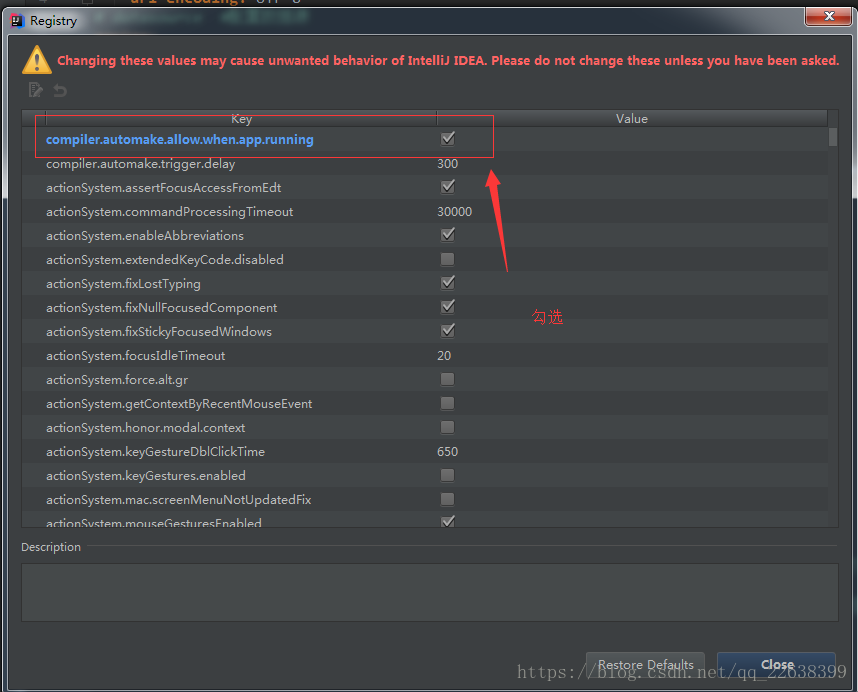 Registry
Changing these values may cause unwanted behavior of IntelliJ IDEA. Please do not change these unless you have been asked.
Key Value
compiler.automake.allow.when.app.running
compiler.automake.trigger.delay 300
actionSystem.assertFocusAccessFromEdt
actionSystem.commandProcessingTimeout 30000
actionSystem.enableAbbreviations
actionSystem.extendedKeyCode.disabled
actionSystem.fixLostTyping
actionSystem.fixNullFocusedComponent
勾选
actionSystem.fixStickyFocusedWindows
actionSystem.focusIdleTimeout 20
actionSystem.force.alt.gr
actionSystem.getContextByRecentMouseEvent
actionSystem.honor.modal.context
actionSystem.keyGestureDblClickTime 650
actionSystem.keyGestures.enabled
actionSystem.mac.screenMenuNotUpdatedFix
actionSystem.mouseGesturesEnabled
Description
Restore Defaults Close
https://blog.csdn.net/qq_22638399